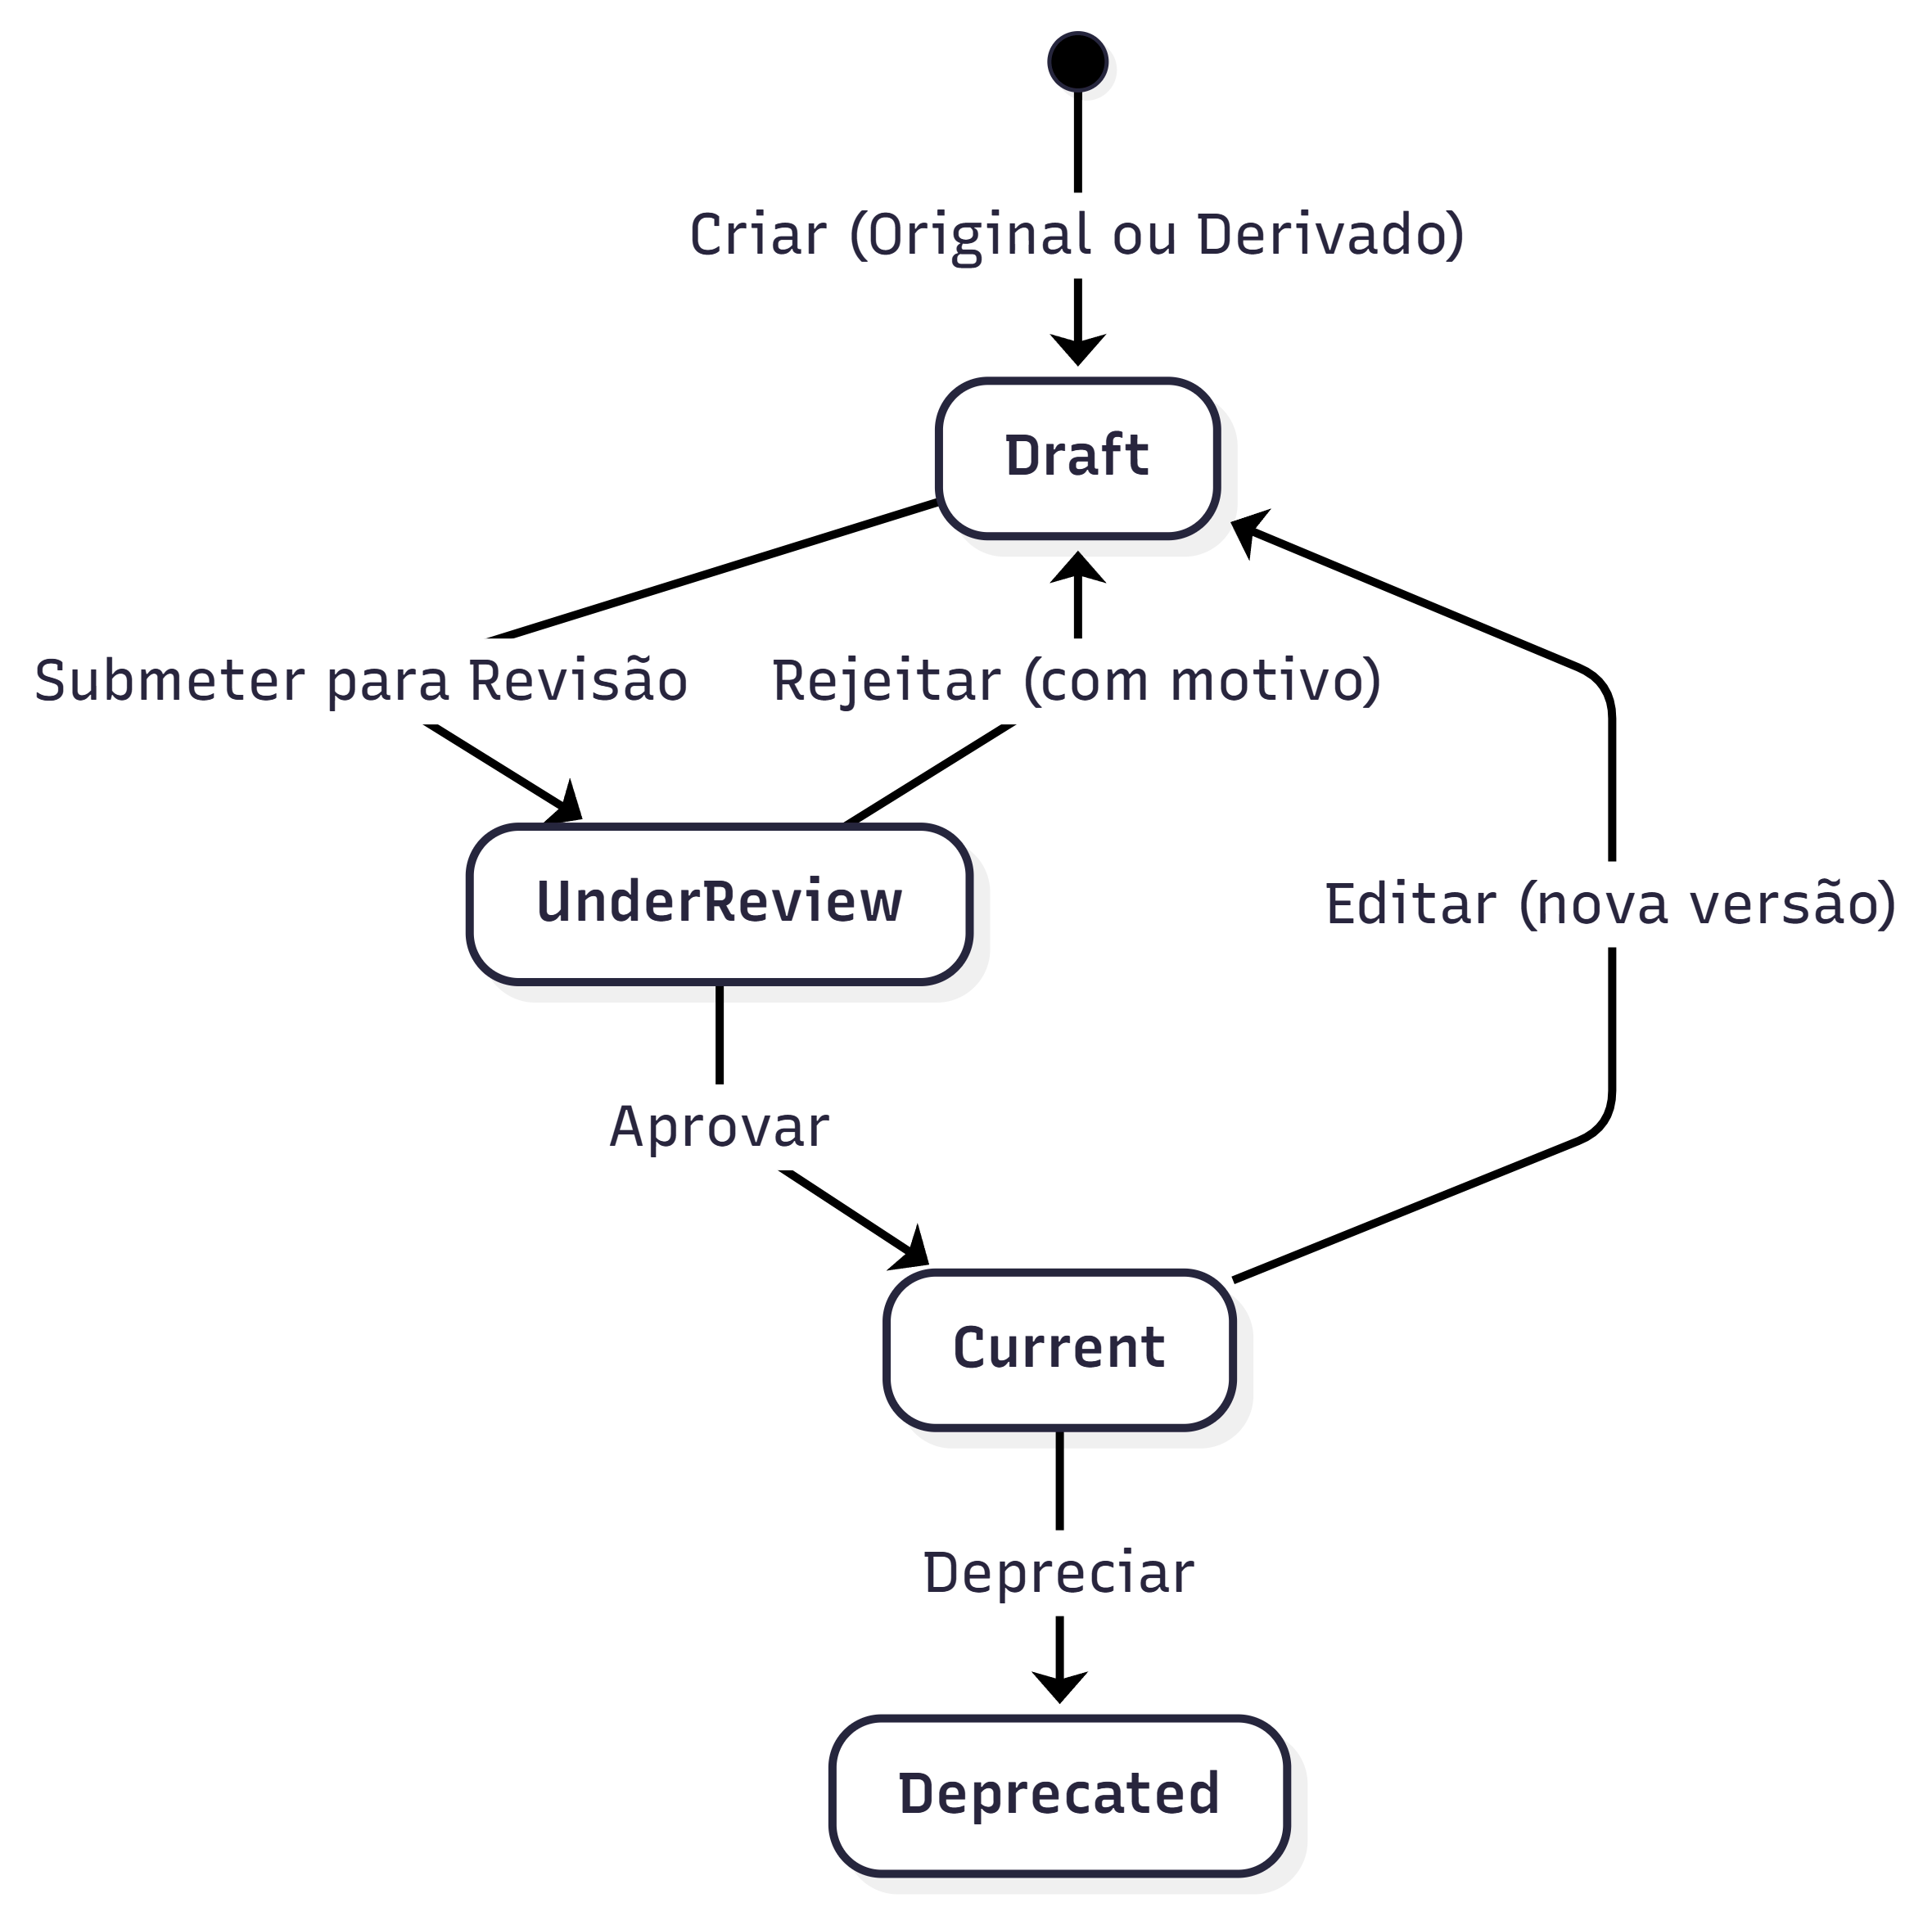 Criar (Original ou Derivado)
Draft
Submeter para Revisão
Rejeitar (com motivo)
UnderReview
Editar (nova versão)
Aprovar
Current
Depreciar
Deprecated